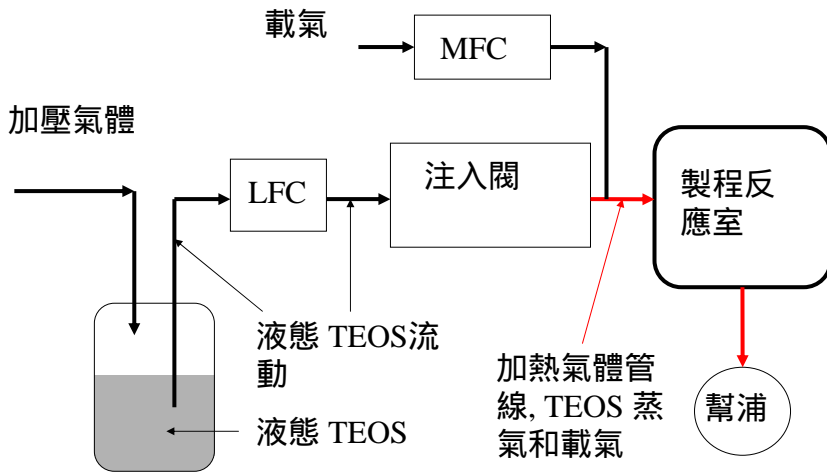 載氣
MFC
加壓氣體
LFC
注入閥
製程反
應室
液態 TEOS流
動
液態 TEOS
加熱氣體管
線, TEOS 蒸
氣和載氣
幫浦